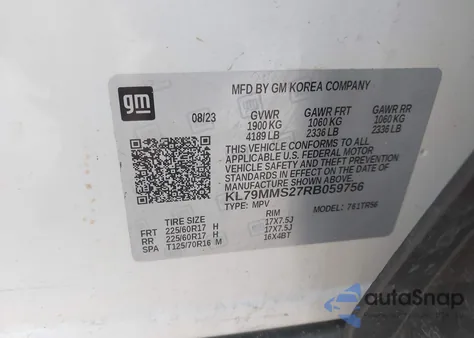 gm
MFD BY GM KOREA COMPANY
08/23 GVWR GAWR FRT GAWR RR
1900 KG 1060 KG 1060 KG
4189 LB 2336 LB 2336 LB
THIS VEHICLE CONFORMS TO ALL
APPLICABLE U.S. FEDERAL MOTOR
VEHICLE SAFETY AND THEFT
PREVENTION STANDARDS IN EFFECT
ON THE DATE OF MANUFACTURE
SHOWN ABOVE.
KL79MMS27RB059756
TYPE: MPV MODEL: 781TR56
TIRE SIZE RIM
FRT 225/60R17 H 17X7.5J
RR 225/60R17 H 17X7.5J
SPA T125/70R16 M 16X4BT
autoSnap